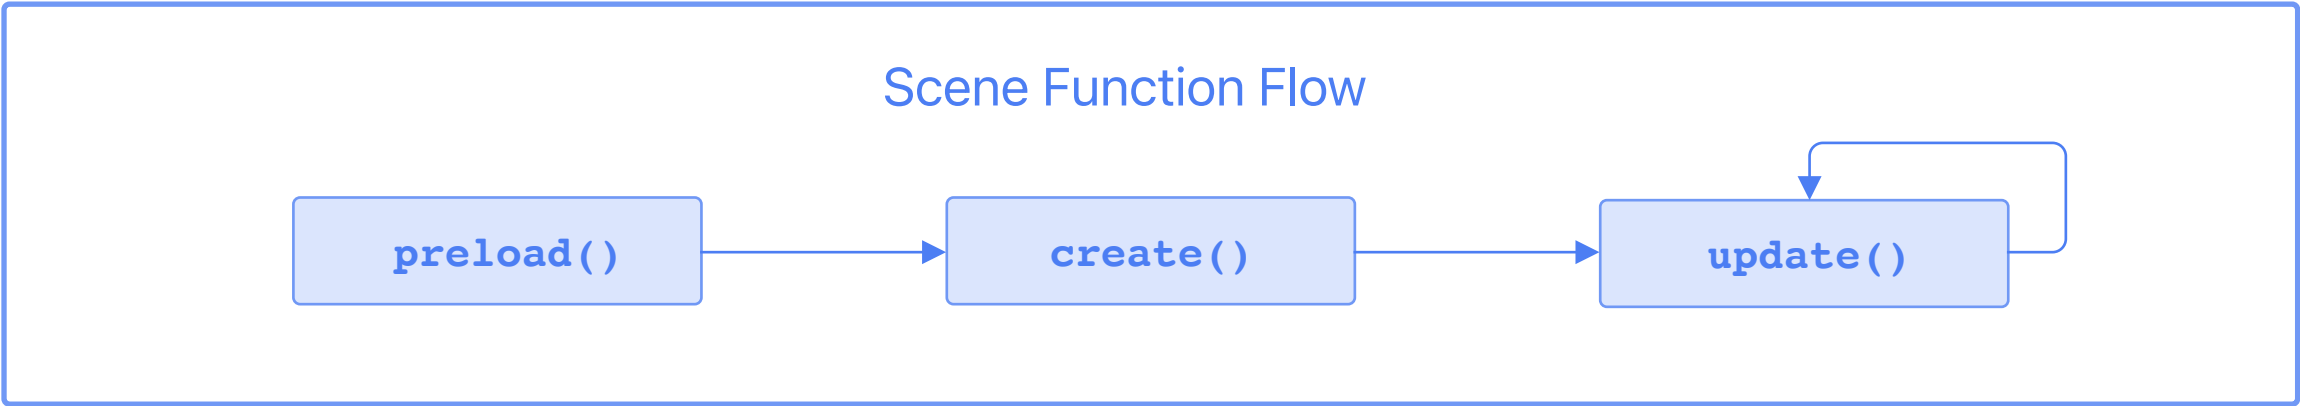 Scene Function Flow
preload()
create()
update()